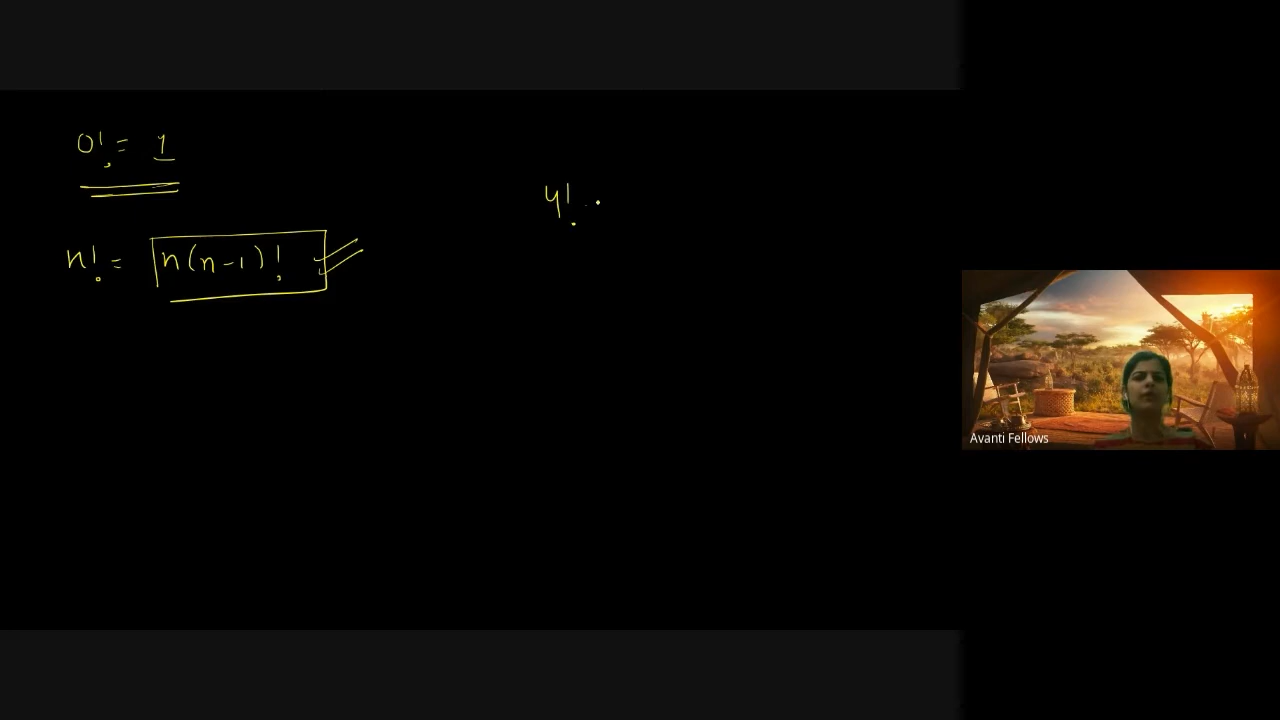 0! = 1
4!
n! = n(n-1)!
Avanti Fellows